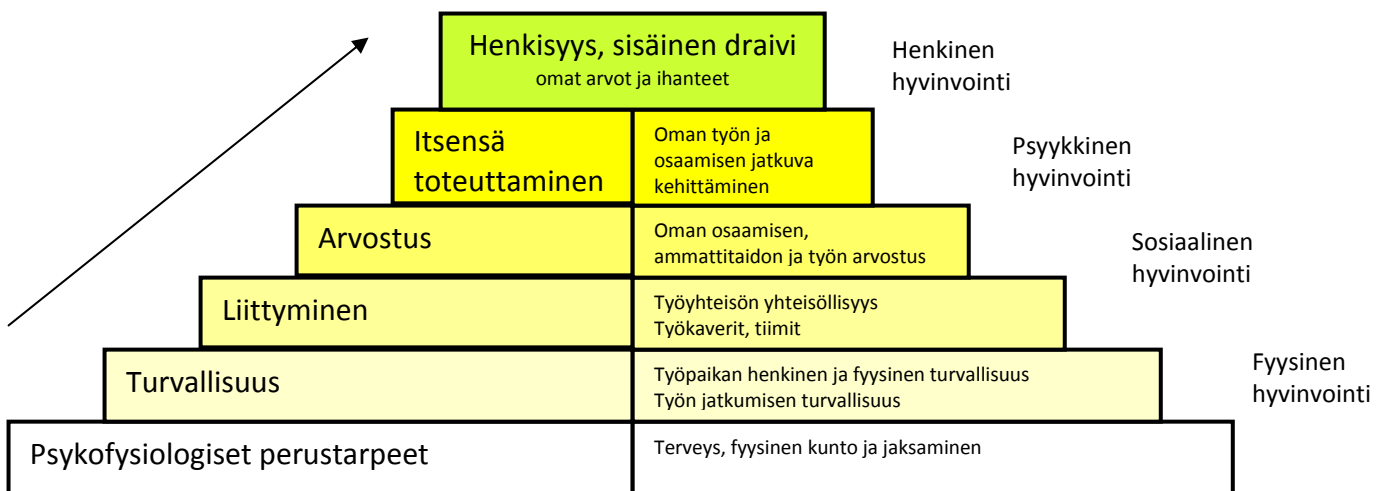 Henkisyys, sisäinen draivi
omat arvot ja ihanteet
Henkinen
hyvinvointi
Itsensä
toteuttaminen
Oman työn ja
osaamisen jatkuva
kehittäminen
Psyykkinen
hyvinvointi
Arvostus
Oman osaamisen,
ammattitaidon ja työn arvostus
Sosiaalinen
hyvinvointi
Liittyminen
Työyhteisön yhteisöllisyys
Työkaverit, tiimit
Turvallisuus
Työpaikan henkinen ja fyysinen turvallisuus
Työn jatkumisen turvallisuus
Fyysinen
hyvinvointi
Psykofysiologiset perustarpeet
Terveys, fyysinen kunto ja jaksaminen